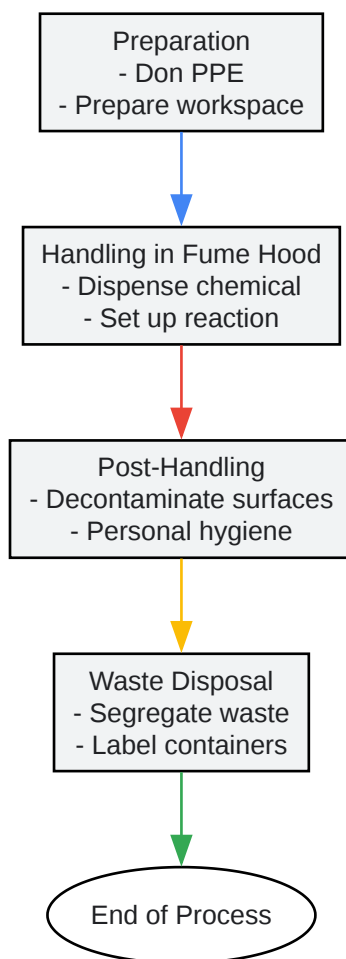 Preparation
- Don PPE
- Prepare workspace
Handling in Fume Hood
- Dispense chemical
- Set up reaction
Post-Handling
- Decontaminate surfaces
- Personal hygiene
Waste Disposal
- Segregate waste
- Label containers
End of Process